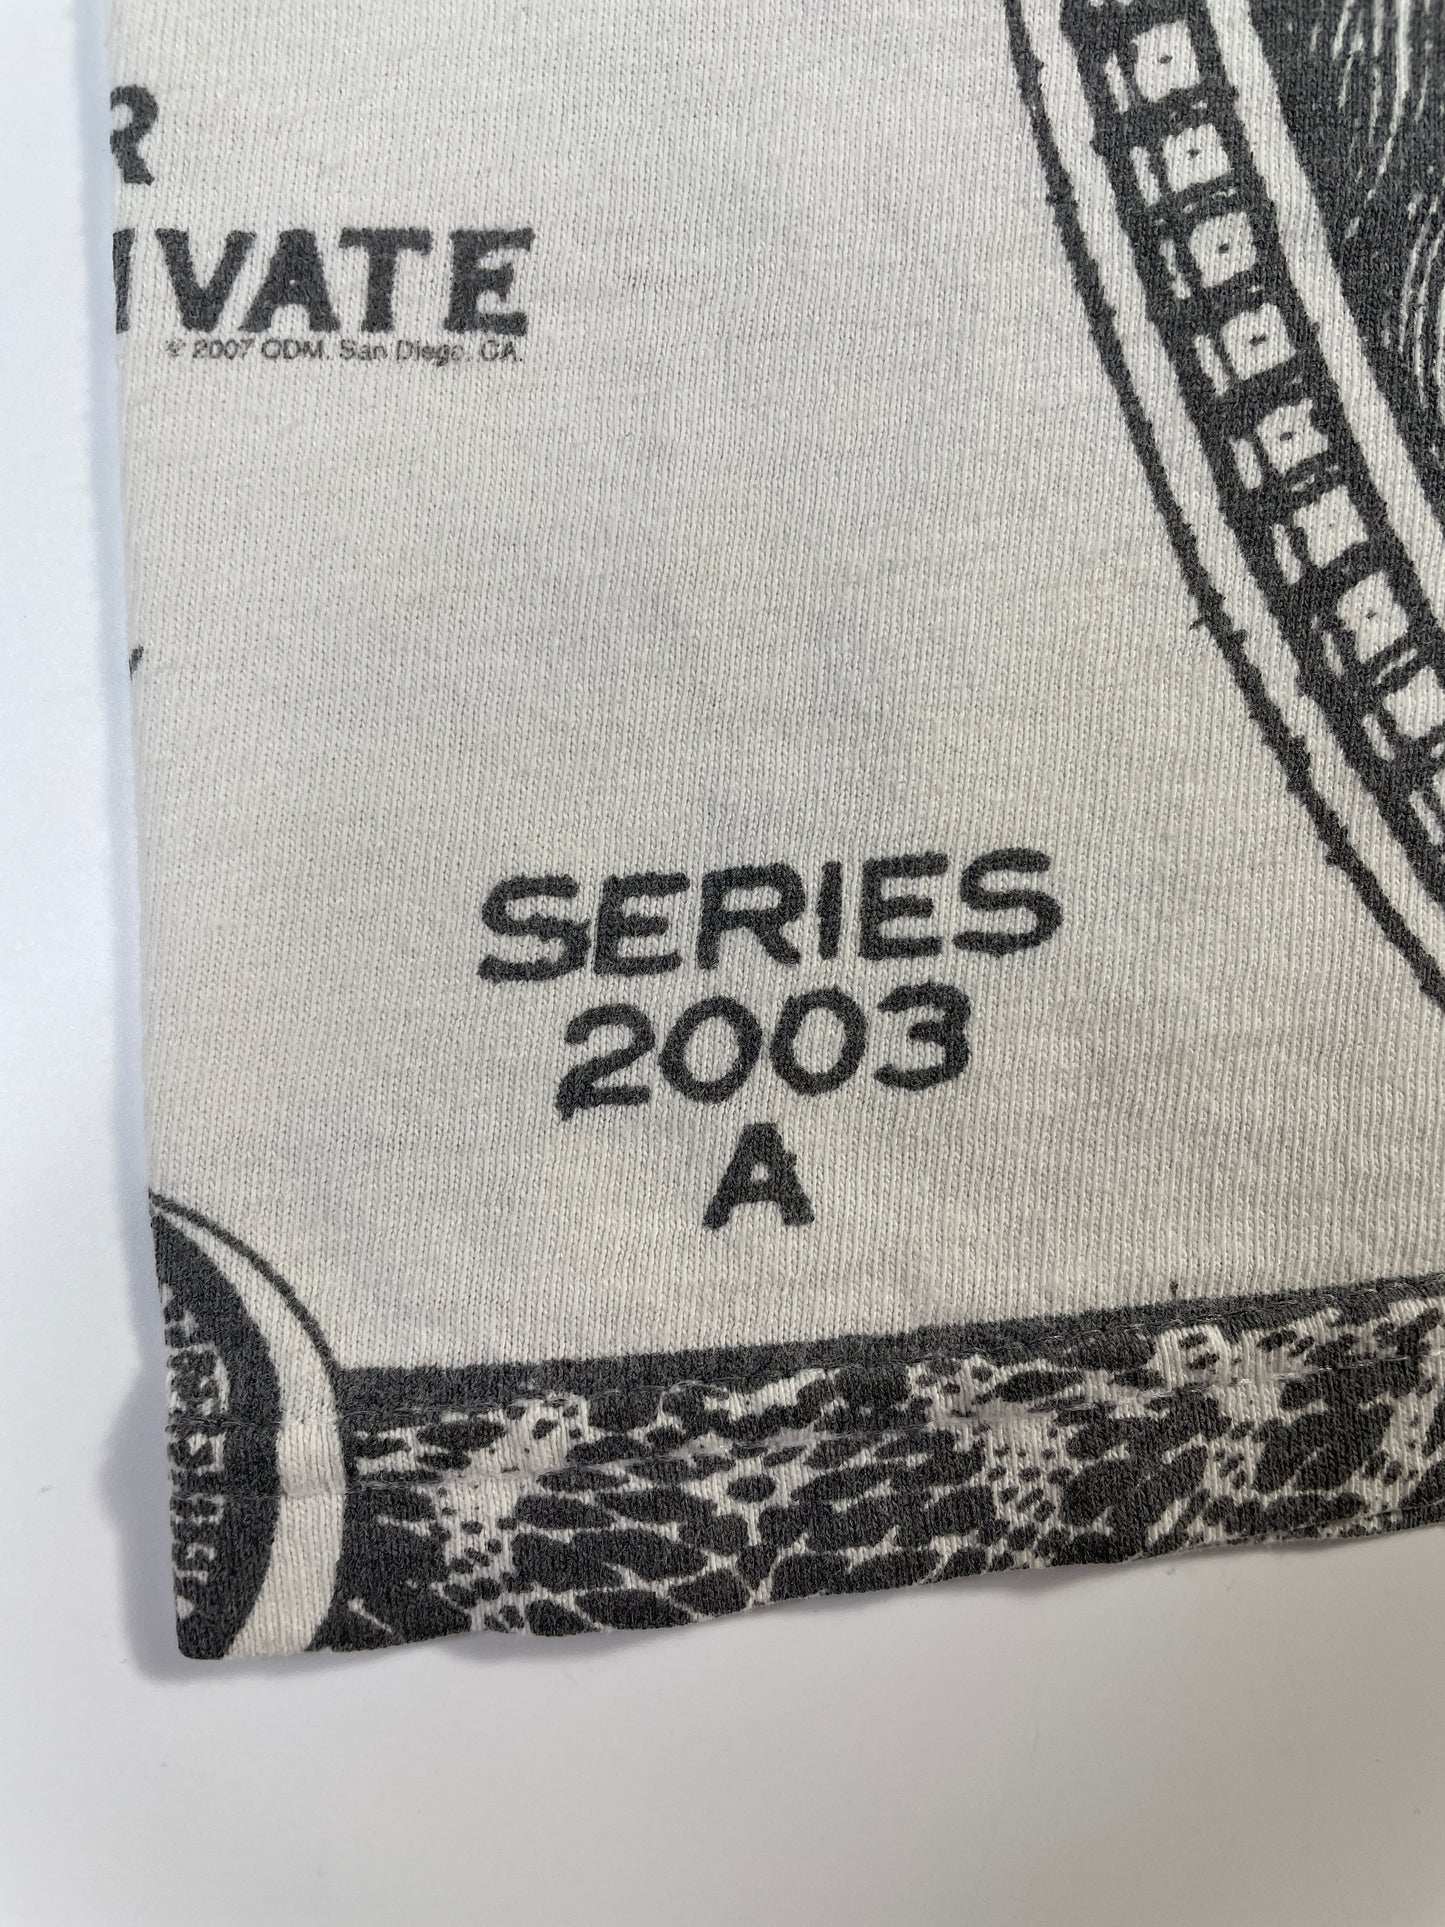 R
IVATE
© 2007 ODM. San Diego, CA.
SERIES
2003
A